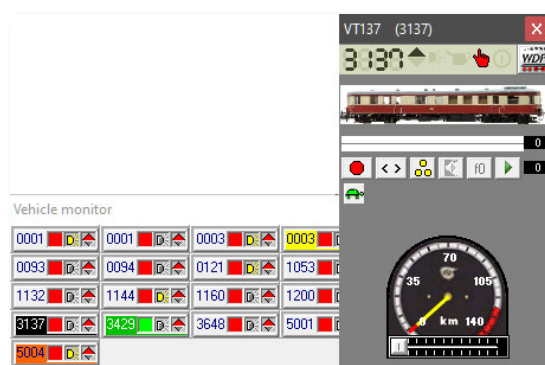 VT137 (3137)
3137
WDP
0
f0
0
Vehicle monitor
0001 D 0001 D 0003 D 0003
0093 D 0094 D 0121 D 1053 D
1132 D 1144 D 1160 D 1200 D
3137 D 3429 D 3648 D 5001 D
5004 D
35 70 105
0 km 140